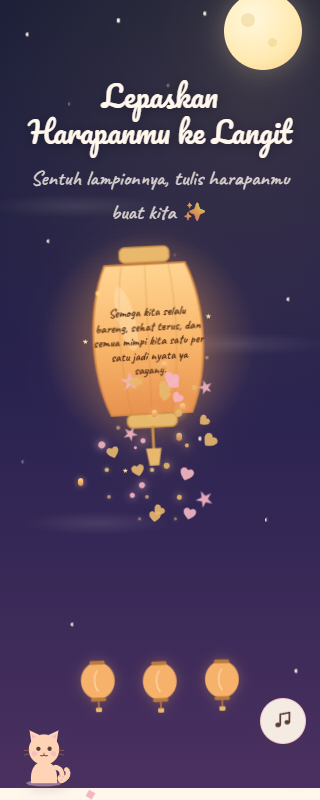 Lepaskan
Harapanmu ke Langit
Sentuh lampionnya, tulis harapanmu
buat kita ✨
Semoga kita selalu
bareng, sehat terus, dan
semua mimpi kita satu per
satu jadi nyata ya
sayang.